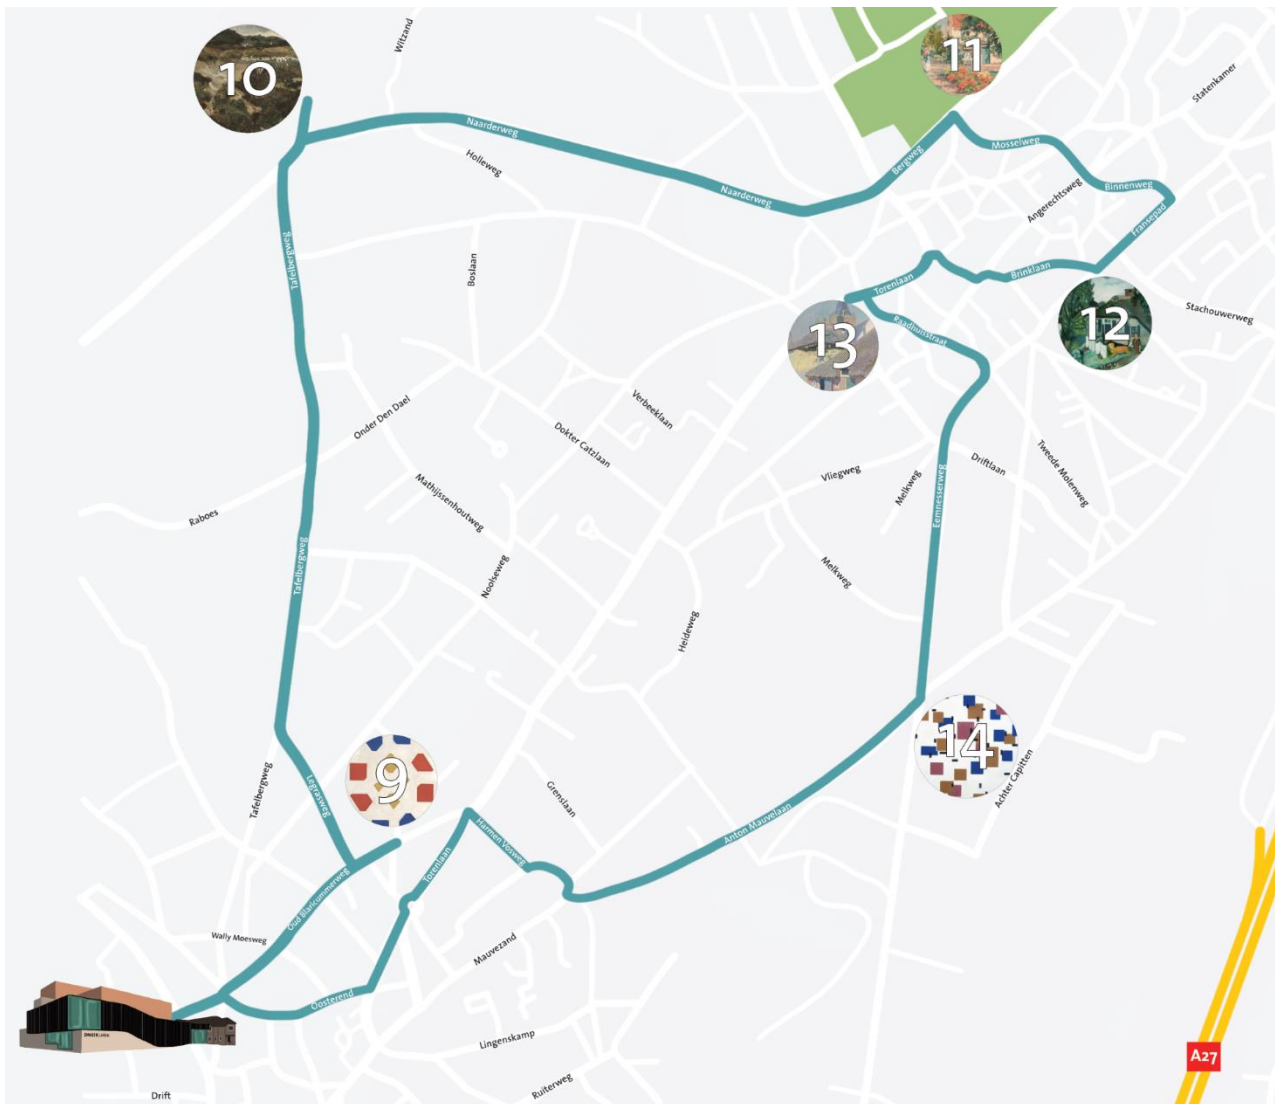 Witzand
10
11
Statenkamer
Naarderweg
Mosselweg
Holleweg
Bergweg
Naarderweg
Angerechtsweg
Binnenweg
Fransepad
Tafelbergweg
Boslaan
Torenlaan
Brinklaan
Stachouwerweg
12
13
Raadhuisstraat
Onder Den Dael
Verbeeklaan
Dokter Catzlaan
Vliegweg
Melkweg
Driftlaan
Tweede Molenweg
Eemnesserweg
Mathijssenhoutweg
Raboes
Tafelbergweg
Noolseweg
Melkweg
Heideweg
14
9
Tafelbergweg
Legrasweg
Grenslaan
Achter Capitten
Anton Mauvelaan
Harmen Vosweg
Torenlaan
Oud Blaricummerweg
Wally Moesweg
Mauvezand
Oosterend
Lingenskamp
A27
Ruiterweg
Drift